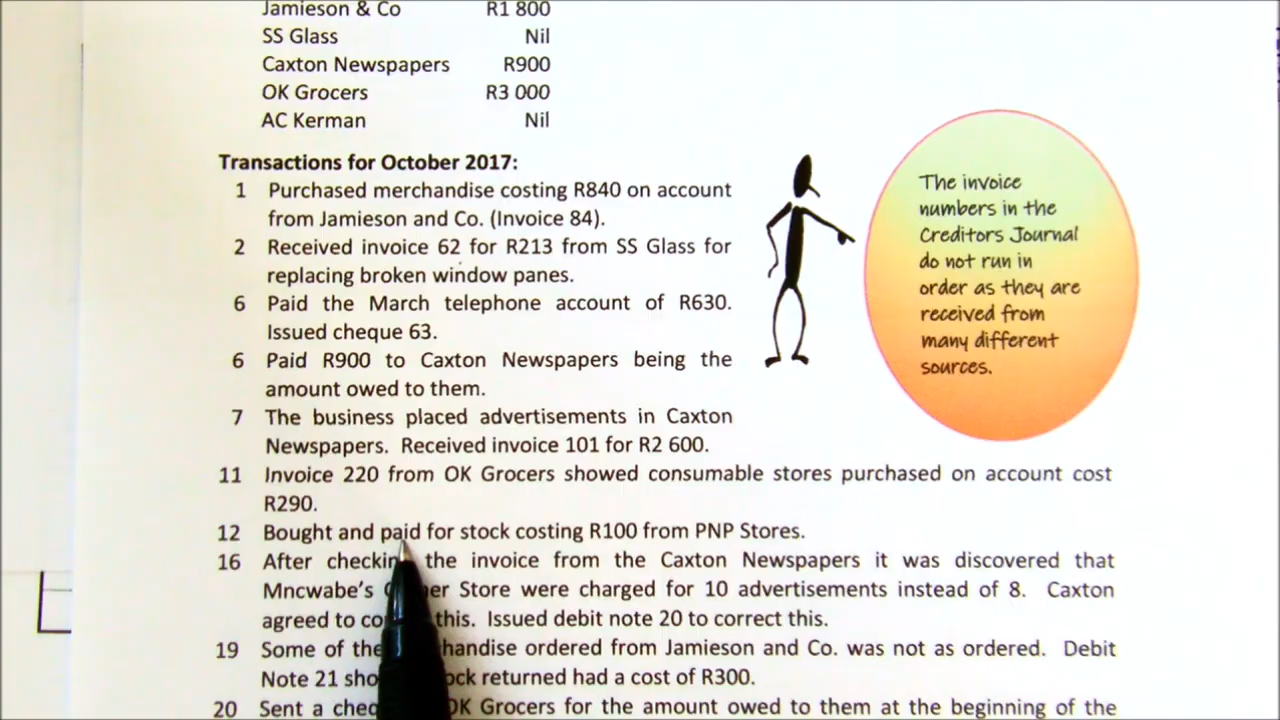 Jamieson & Co R1 800
SS Glass Nil
Caxton Newspapers R900
OK Grocers R3 000
AC Kerman Nil
Transactions for October 2017:
1 Purchased merchandise costing R840 on account
from Jamieson and Co. (Invoice 84).
2 Received invoice 62 for R213 from SS Glass for
replacing broken window panes.
6 Paid the March telephone account of R630.
Issued cheque 63.
6 Paid R900 to Caxton Newspapers being the
amount owed to them.
7 The business placed advertisements in Caxton
Newspapers. Received invoice 101 for R2 600.
11 Invoice 220 from OK Grocers showed consumable stores purchased on account cost
R290.
12 Bought and paid for stock costing R100 from PNP Stores.
16 After checkin the invoice from the Caxton Newspapers it was discovered that
Mncwabe's Store were charged for 10 advertisements instead of 8. Caxton
agreed to this. Issued debit note 20 to correct this.
19 Some of the handise ordered from Jamieson and Co. was not as ordered. Debit
Note 21 ock returned had a cost of R300.
20 Sent a OK Grocers for the amount owed to them at the beginning of the
The invoice
numbers in the
Creditors Journal
do not run in
order as they are
received from
many different
sources.